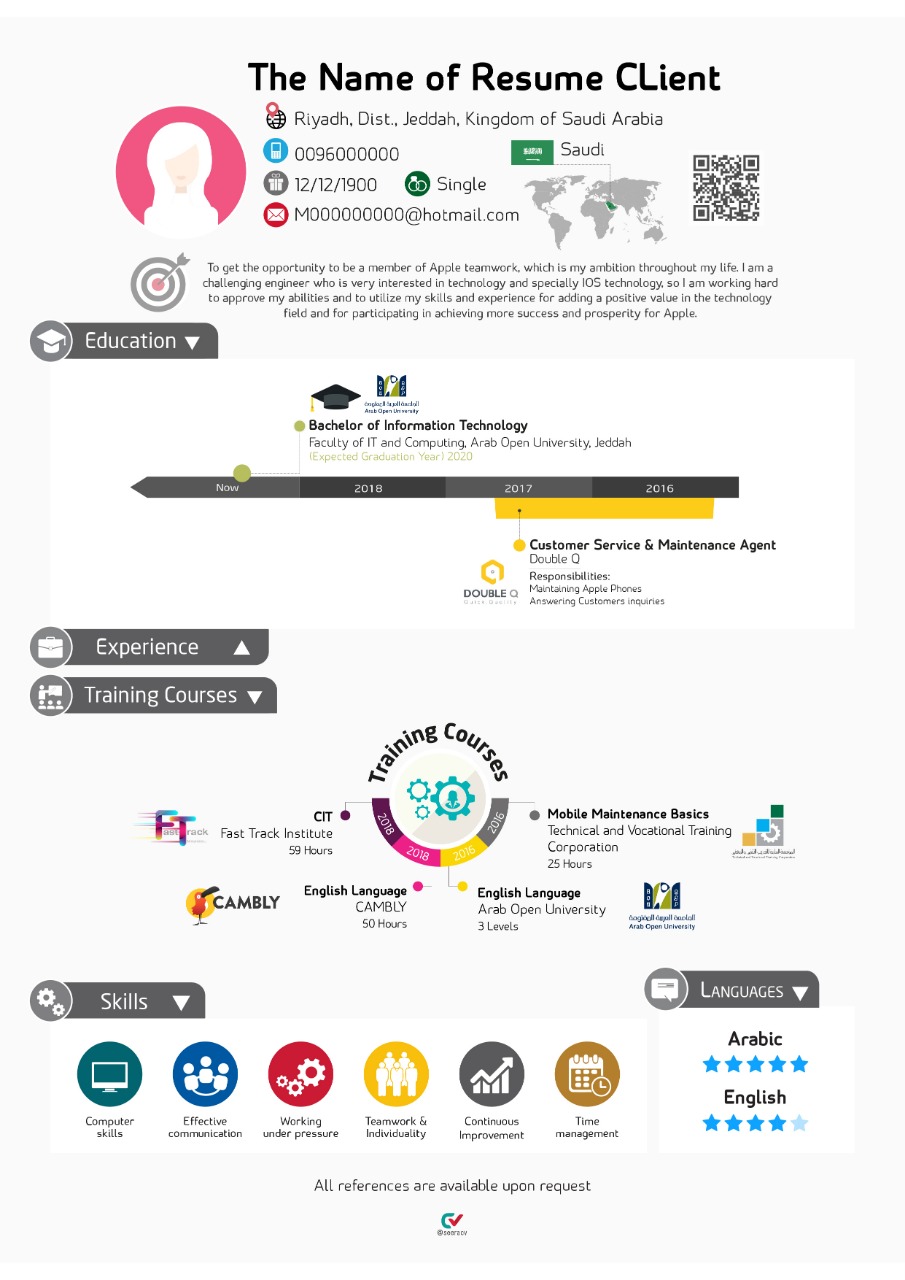 The Name of Resume CLient
Riyadh, Dist., Jeddah, Kingdom of Saudi Arabia
0096000000
Saudi
12/12/1900
Single
M000000000@hotmail.com
To get the opportunity to be a member of Apple teamwork, which is my ambition throughout my life. I am a
challenging engineer who is very interested in technology and specially IOS technology, so I am working hard
to approve my abilities and to utilize my skills and experience for adding a positive value in the technology
field and for participating in achieving more success and prosperity for Apple.
Education
الجامعة العربية المفتوحة
Arab Open University
Bachelor of Information Technology
Faculty of IT and Computing, Arab Open University, Jeddah
(Expected Graduation Year) 2020
Now
2018
2017
2016
Customer Service & Maintenance Agent
Double Q
Responsibilities:
Maintaining Apple Phones
Answering Customers inquiries
DOUBLE Q
Quick Quality
Experience
Training Courses
Training Courses
2018
2018
2016
2016
CIT
Fast Track Institute
59 Hours
FastTrack
Mobile Maintenance Basics
Technical and Vocational Training
Corporation
25 Hours
Technical and Vocational Training Corporation
CAMBLY
English Language
CAMBLY
50 Hours
English Language
Arab Open University
3 Levels
الجامعة العربية المفتوحة
Arab Open University
Skills
LANGUAGES
Computer
skills
Effective
communication
Working
under pressure
Teamwork &
Individuality
Continuous
Improvement
Time
management
Arabic
English
All references are available upon request
@seeracv